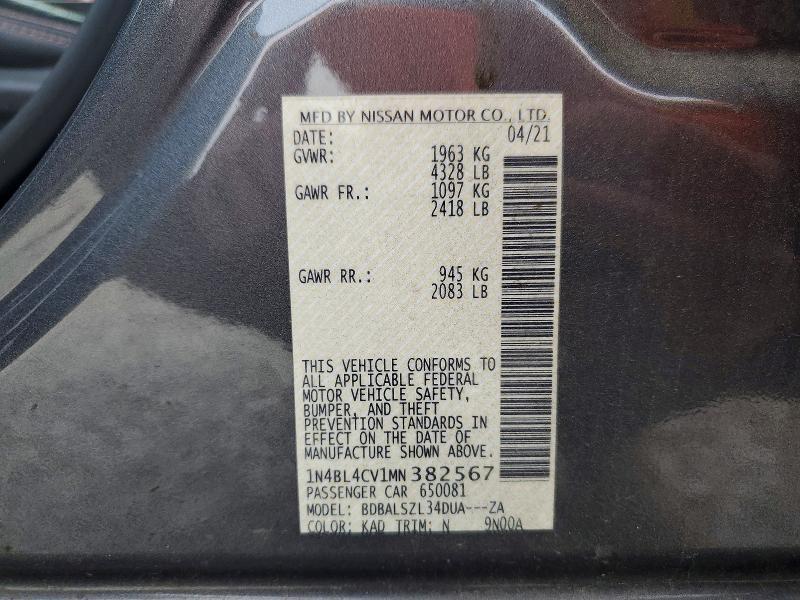 MFD BY NISSAN MOTOR CO., LTD.
DATE: 04/21
GVWR: 1963 KG
4328 LB
GAWR FR.: 1097 KG
2418 LB
GAWR RR.: 945 KG
2083 LB
THIS VEHICLE CONFORMS TO
ALL APPLICABLE FEDERAL
MOTOR VEHICLE SAFETY,
BUMPER, AND THEFT
PREVENTION STANDARDS IN
EFFECT ON THE DATE OF
MANUFACTURE SHOWN ABOVE.
1N4BL4CV1MN382567
PASSENGER CAR 650081
MODEL: BDBALSZL34DUA---ZA
COLOR: KAD TRIM: N 9N00A